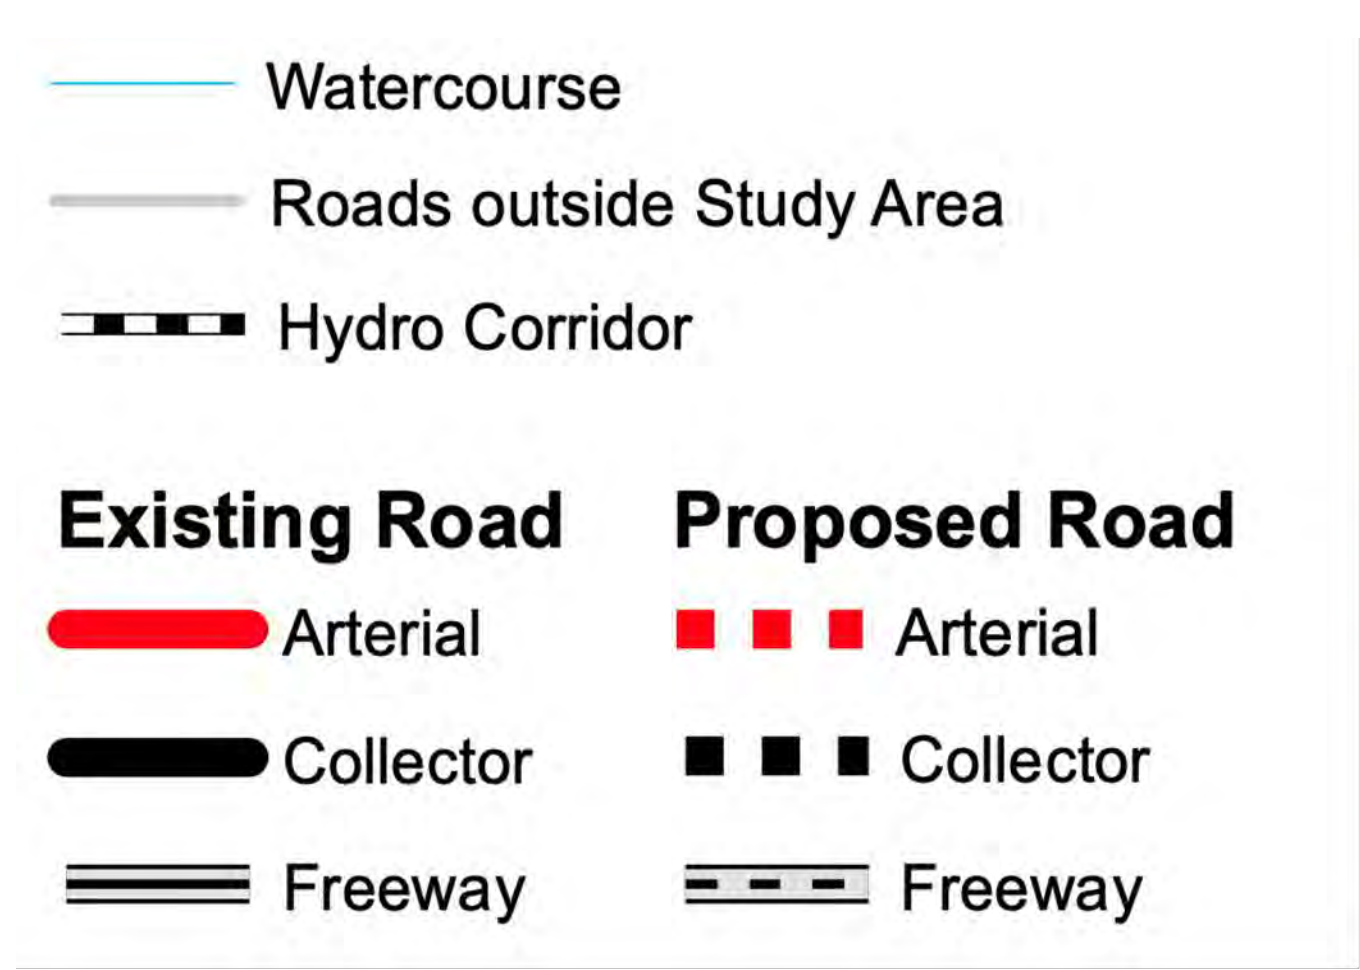 Watercourse
Roads outside Study Area
Hydro Corridor
Existing Road
Arterial
Collector
Freeway
Proposed Road
Arterial
Collector
Freeway